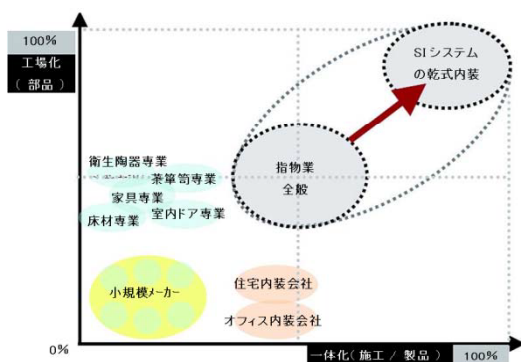 100%
工場化
（部品）
SIシステム
の乾式内装
指物業
全般
衛生陶器専業
茶箪笥専業
家具専業
床材専業
室内ドア専業
小規模メーカー
住宅内装会社
オフィス内装会社
0%
一体化（施工 / 製品）
100%